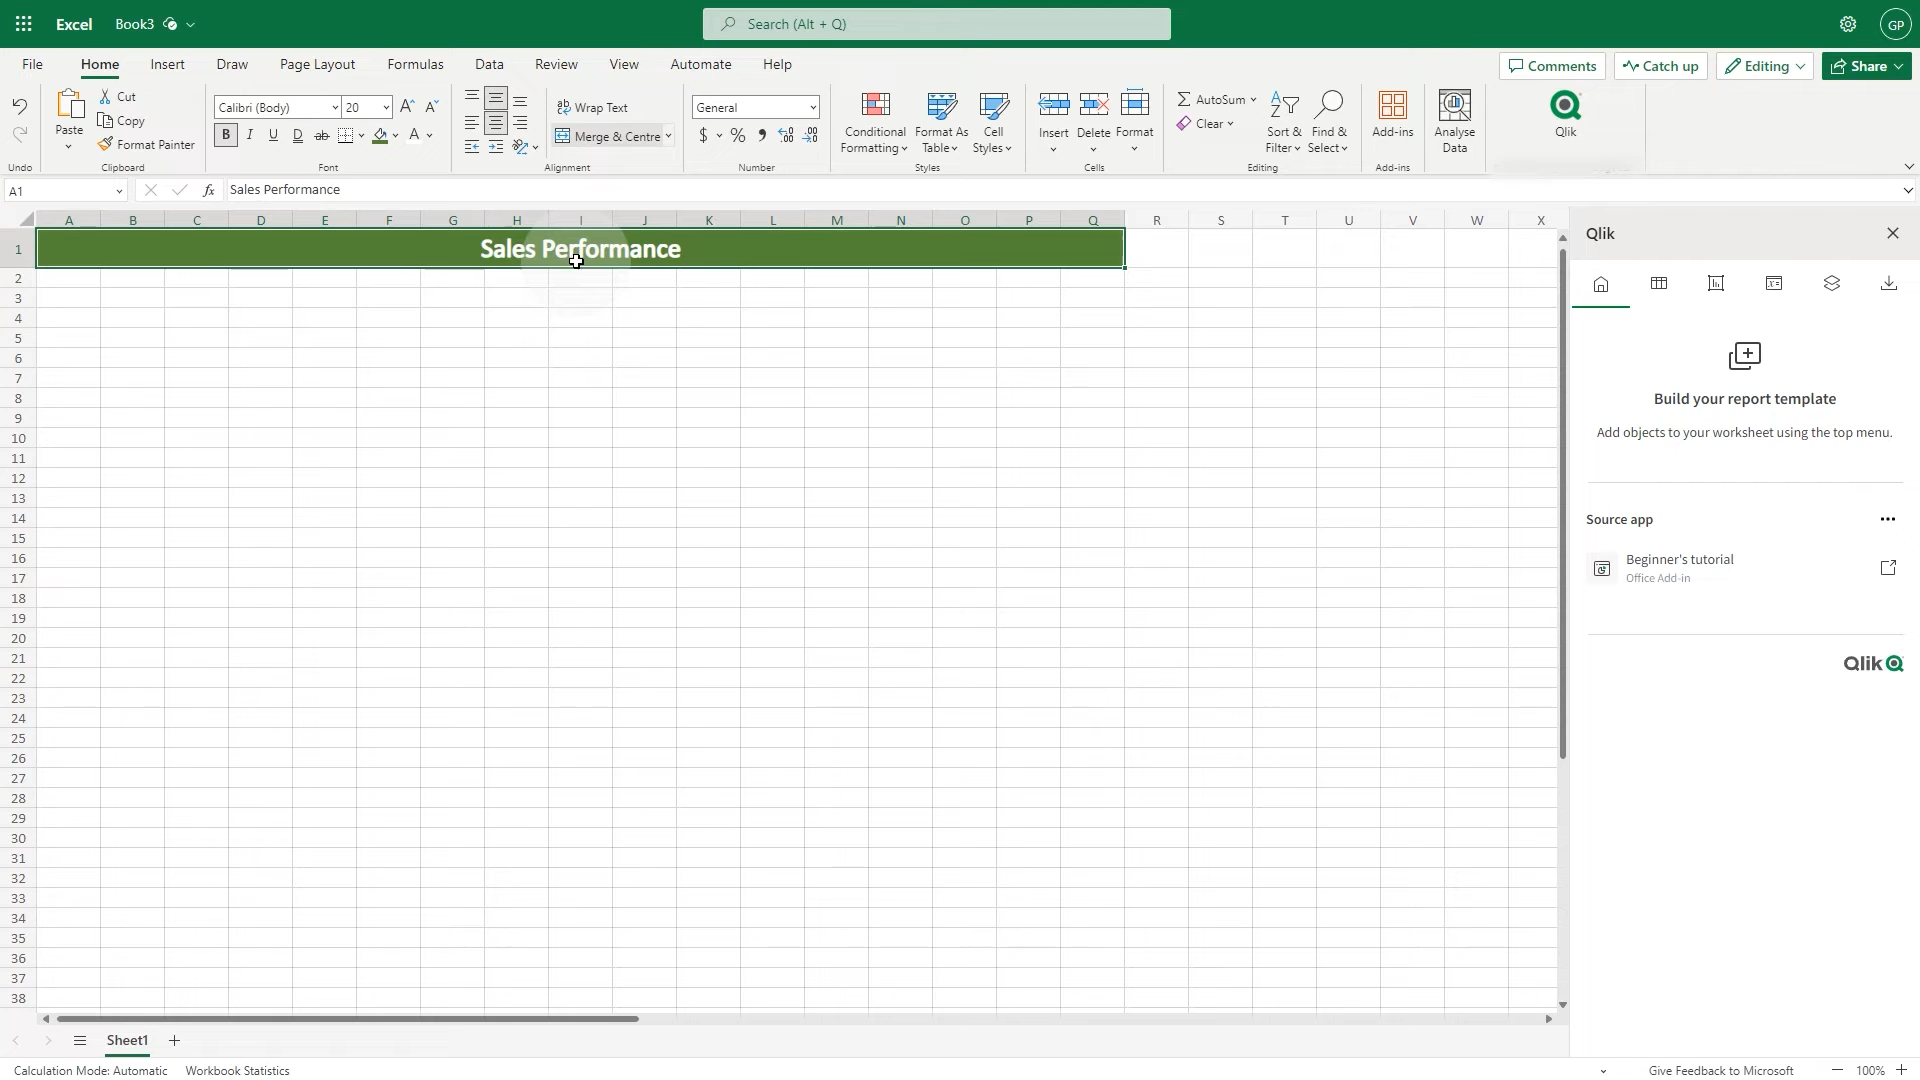 Excel Book3 Search (Alt + Q) GP
File Home Insert Draw Page Layout Formulas Data Review View Automate Help Comments Catch up Editing Share
Paste Cut Copy Format Painter
Undo Clipboard
Calibri (Body) 20
B I U D ab A
Font
Wrap Text
Merge & Centre
Alignment
General
$ % 9
Number
Conditional Formatting Format As Table Cell Styles
Styles
Insert Delete Format
Cells
AutoSum
Clear
Sort & Filter Find & Select
Editing
Add-ins
Add-ins
Analyse Data
Qlik
A1 fx Sales Performance
A B C D E F G H I J K L M N O P Q R S T U V W X
1 Sales Performance
2
3
4
5
6
7
8
9
10
11
12
13
14
15
16
17
18
19
20
21
22
23
24
25
26
27
28
29
30
31
32
33
34
35
36
37
38
Qlik
Build your report template
Add objects to your worksheet using the top menu.
Source app
Beginner's tutorial
Office Add-in
Qlik
Sheet1
Calculation Mode: Automatic Workbook Statistics Give Feedback to Microsoft 100%